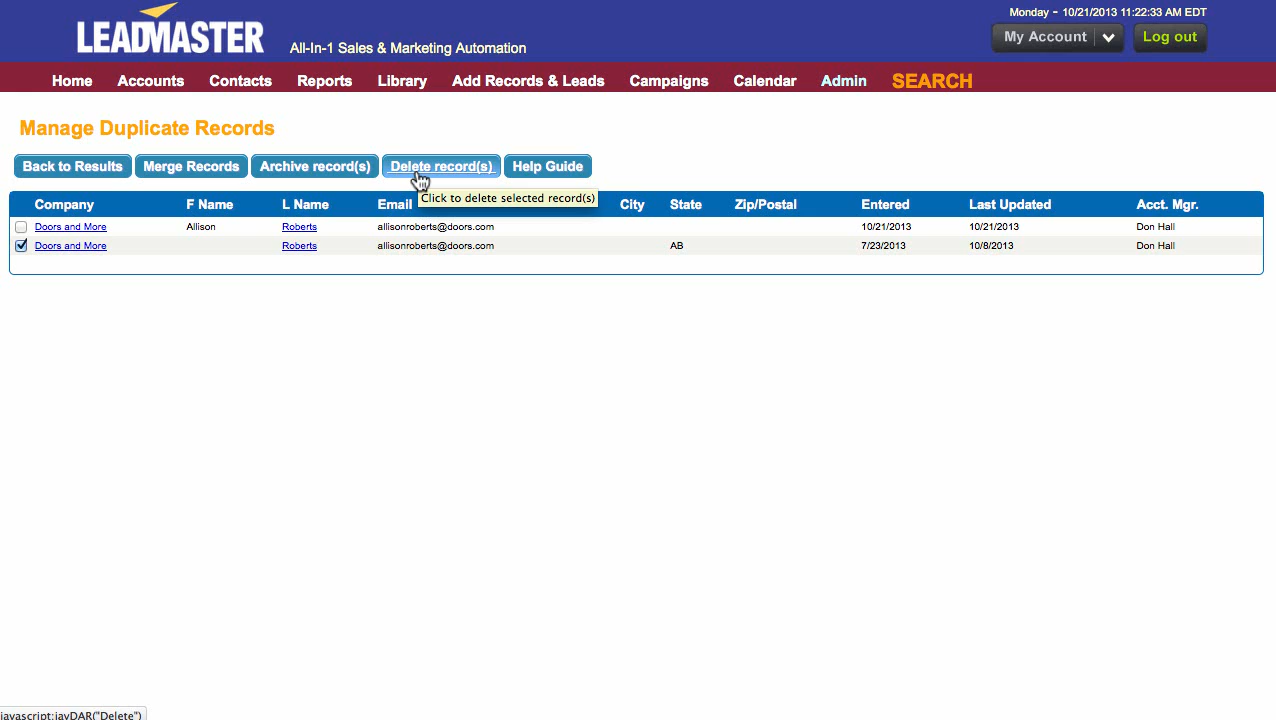 Monday - 10/21/2013 11:22:33 AM EDT
LEADMASTER All-In-1 Sales & Marketing Automation
My Account Log out
Home Accounts Contacts Reports Library Add Records & Leads Campaigns Calendar Admin SEARCH
Manage Duplicate Records
Back to Results Merge Records Archive record(s) Delete record(s) Help Guide
Click to delete selected record(s)
Company F Name L Name Email City State Zip/Postal Entered Last Updated Acct. Mgr.
Doors and More Allison Roberts allisonroberts@doors.com 10/21/2013 10/21/2013 Don Hall
Doors and More Roberts allisonroberts@doors.com AB 7/23/2013 10/8/2013 Don Hall
javascript:jayDAR("Delete")